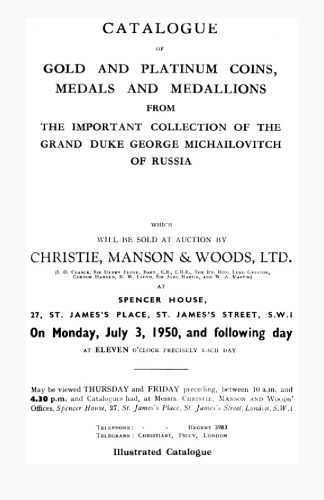 CATALOGUE
OF
GOLD AND PLATINUM COINS,
MEDALS AND MEDALLIONS
FROM
THE IMPORTANT COLLECTION OF THE
GRAND DUKE GEORGE MICHAILOVITCH
OF RUSSIA
WHICH
WILL BE SOLD AT AUCTION BY
CHRISTIE, MANSON & WOODS, LTD.
(I. O. Chance, Sir Henry Floyd, Bart., C.B., C.B.E., The Rt. Hon. Lord Gretton,
Gordon Hannen, R. W. Lloyd, Sir Alec Martin, and W. A. Martin)
AT
SPENCER HOUSE,
27, ST. JAMES'S PLACE, ST. JAMES'S STREET, S.W.1
On Monday, July 3, 1950, and following day
AT ELEVEN O'CLOCK PRECISELY EACH DAY
May be viewed THURSDAY and FRIDAY preceding, between 10 a.m. and
4.30 p.m. and Catalogues had, at Messrs. Christie, Manson and Woods'
Offices, Spencer House, 27, St. James's Place, St. James's Street, London, S.W.1
Telephone: - - Regent 3983
Telegrams: Christiart, Piccy, London
Illustrated Catalogue